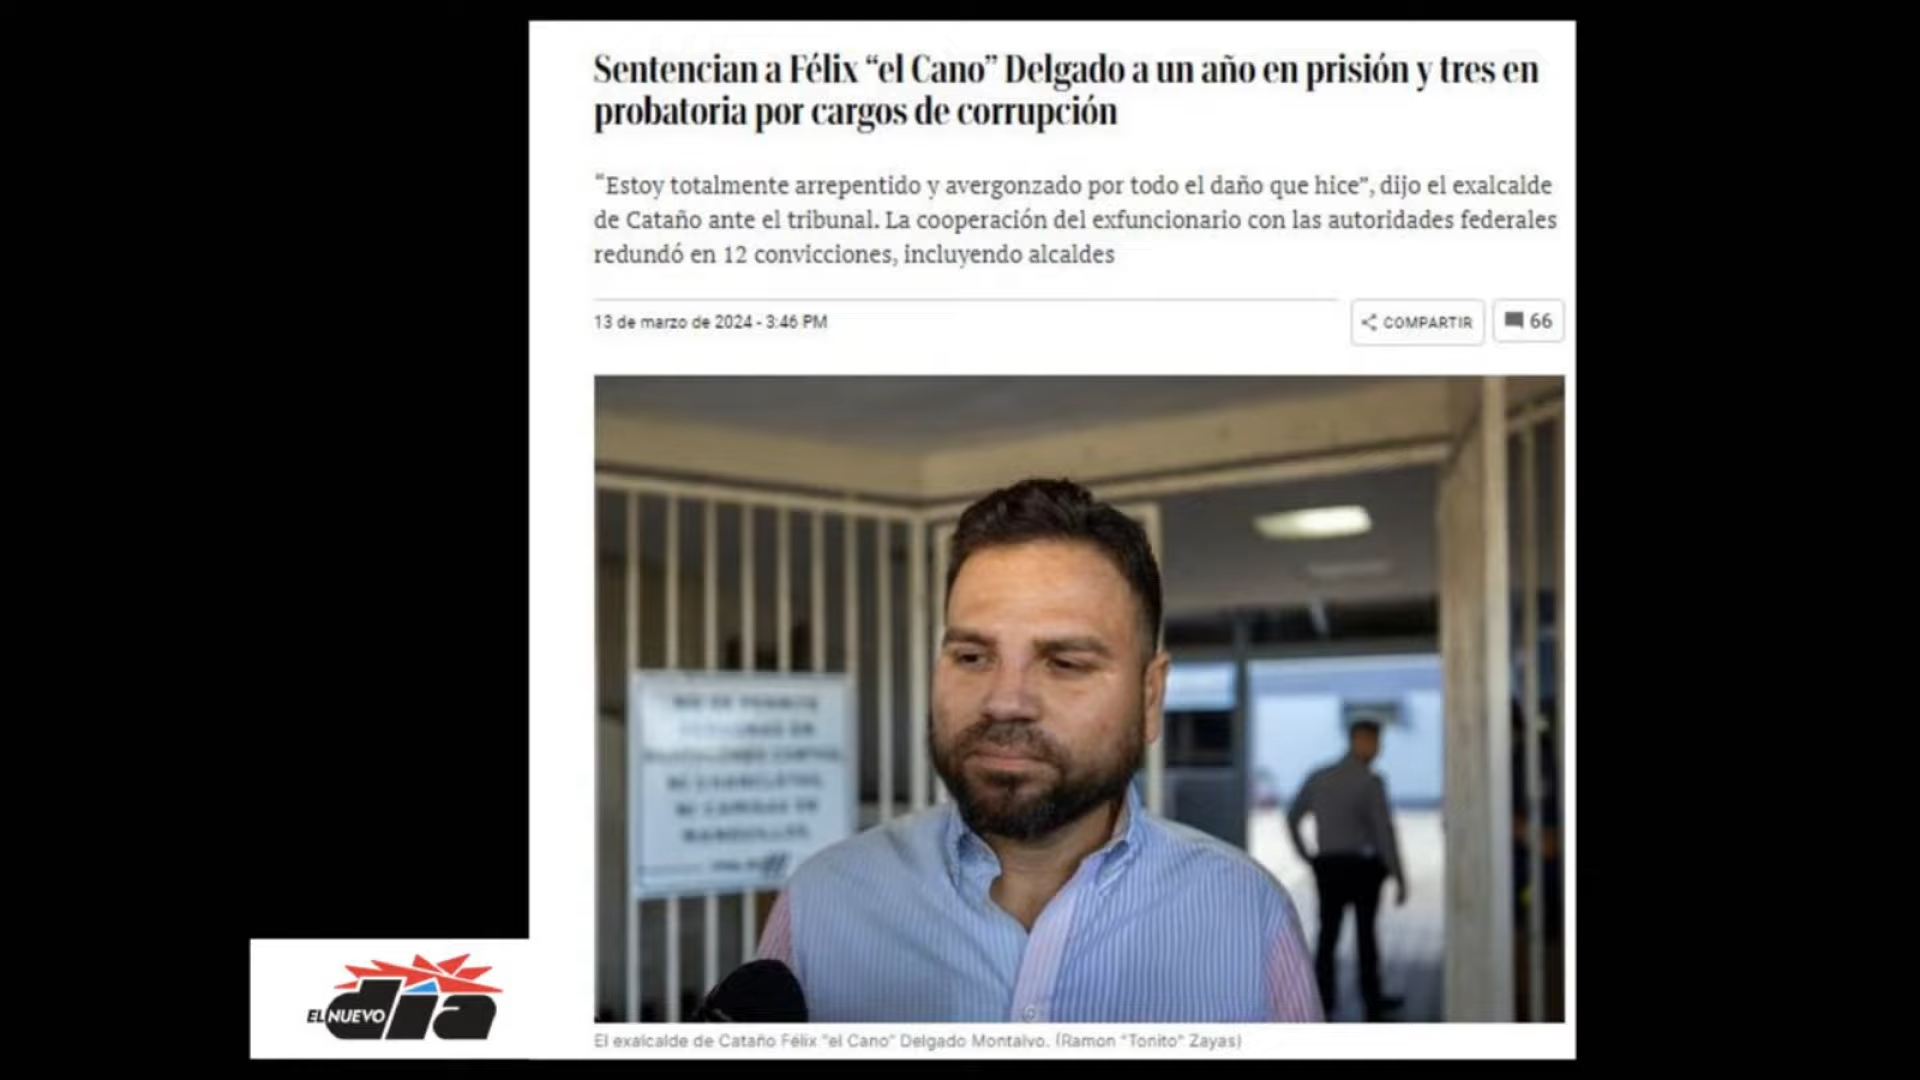 Sentencian a Félix “el Cano” Delgado a un año en prisión y tres en
probatoria por cargos de corrupción
“Estoy totalmente arrepentido y avergonzado por todo el daño que hice”, dijo el exalcalde
de Cataño ante el tribunal. La cooperación del exfuncionario con las autoridades federales
redundó en 12 convicciones, incluyendo alcaldes
13 de marzo de 2024 - 3:46 PM
COMPARTIR
66
EL NUEVO día
El exalcalde de Cataño Félix "el Cano" Delgado Montalvo. (Ramon "Tonito" Zayas)